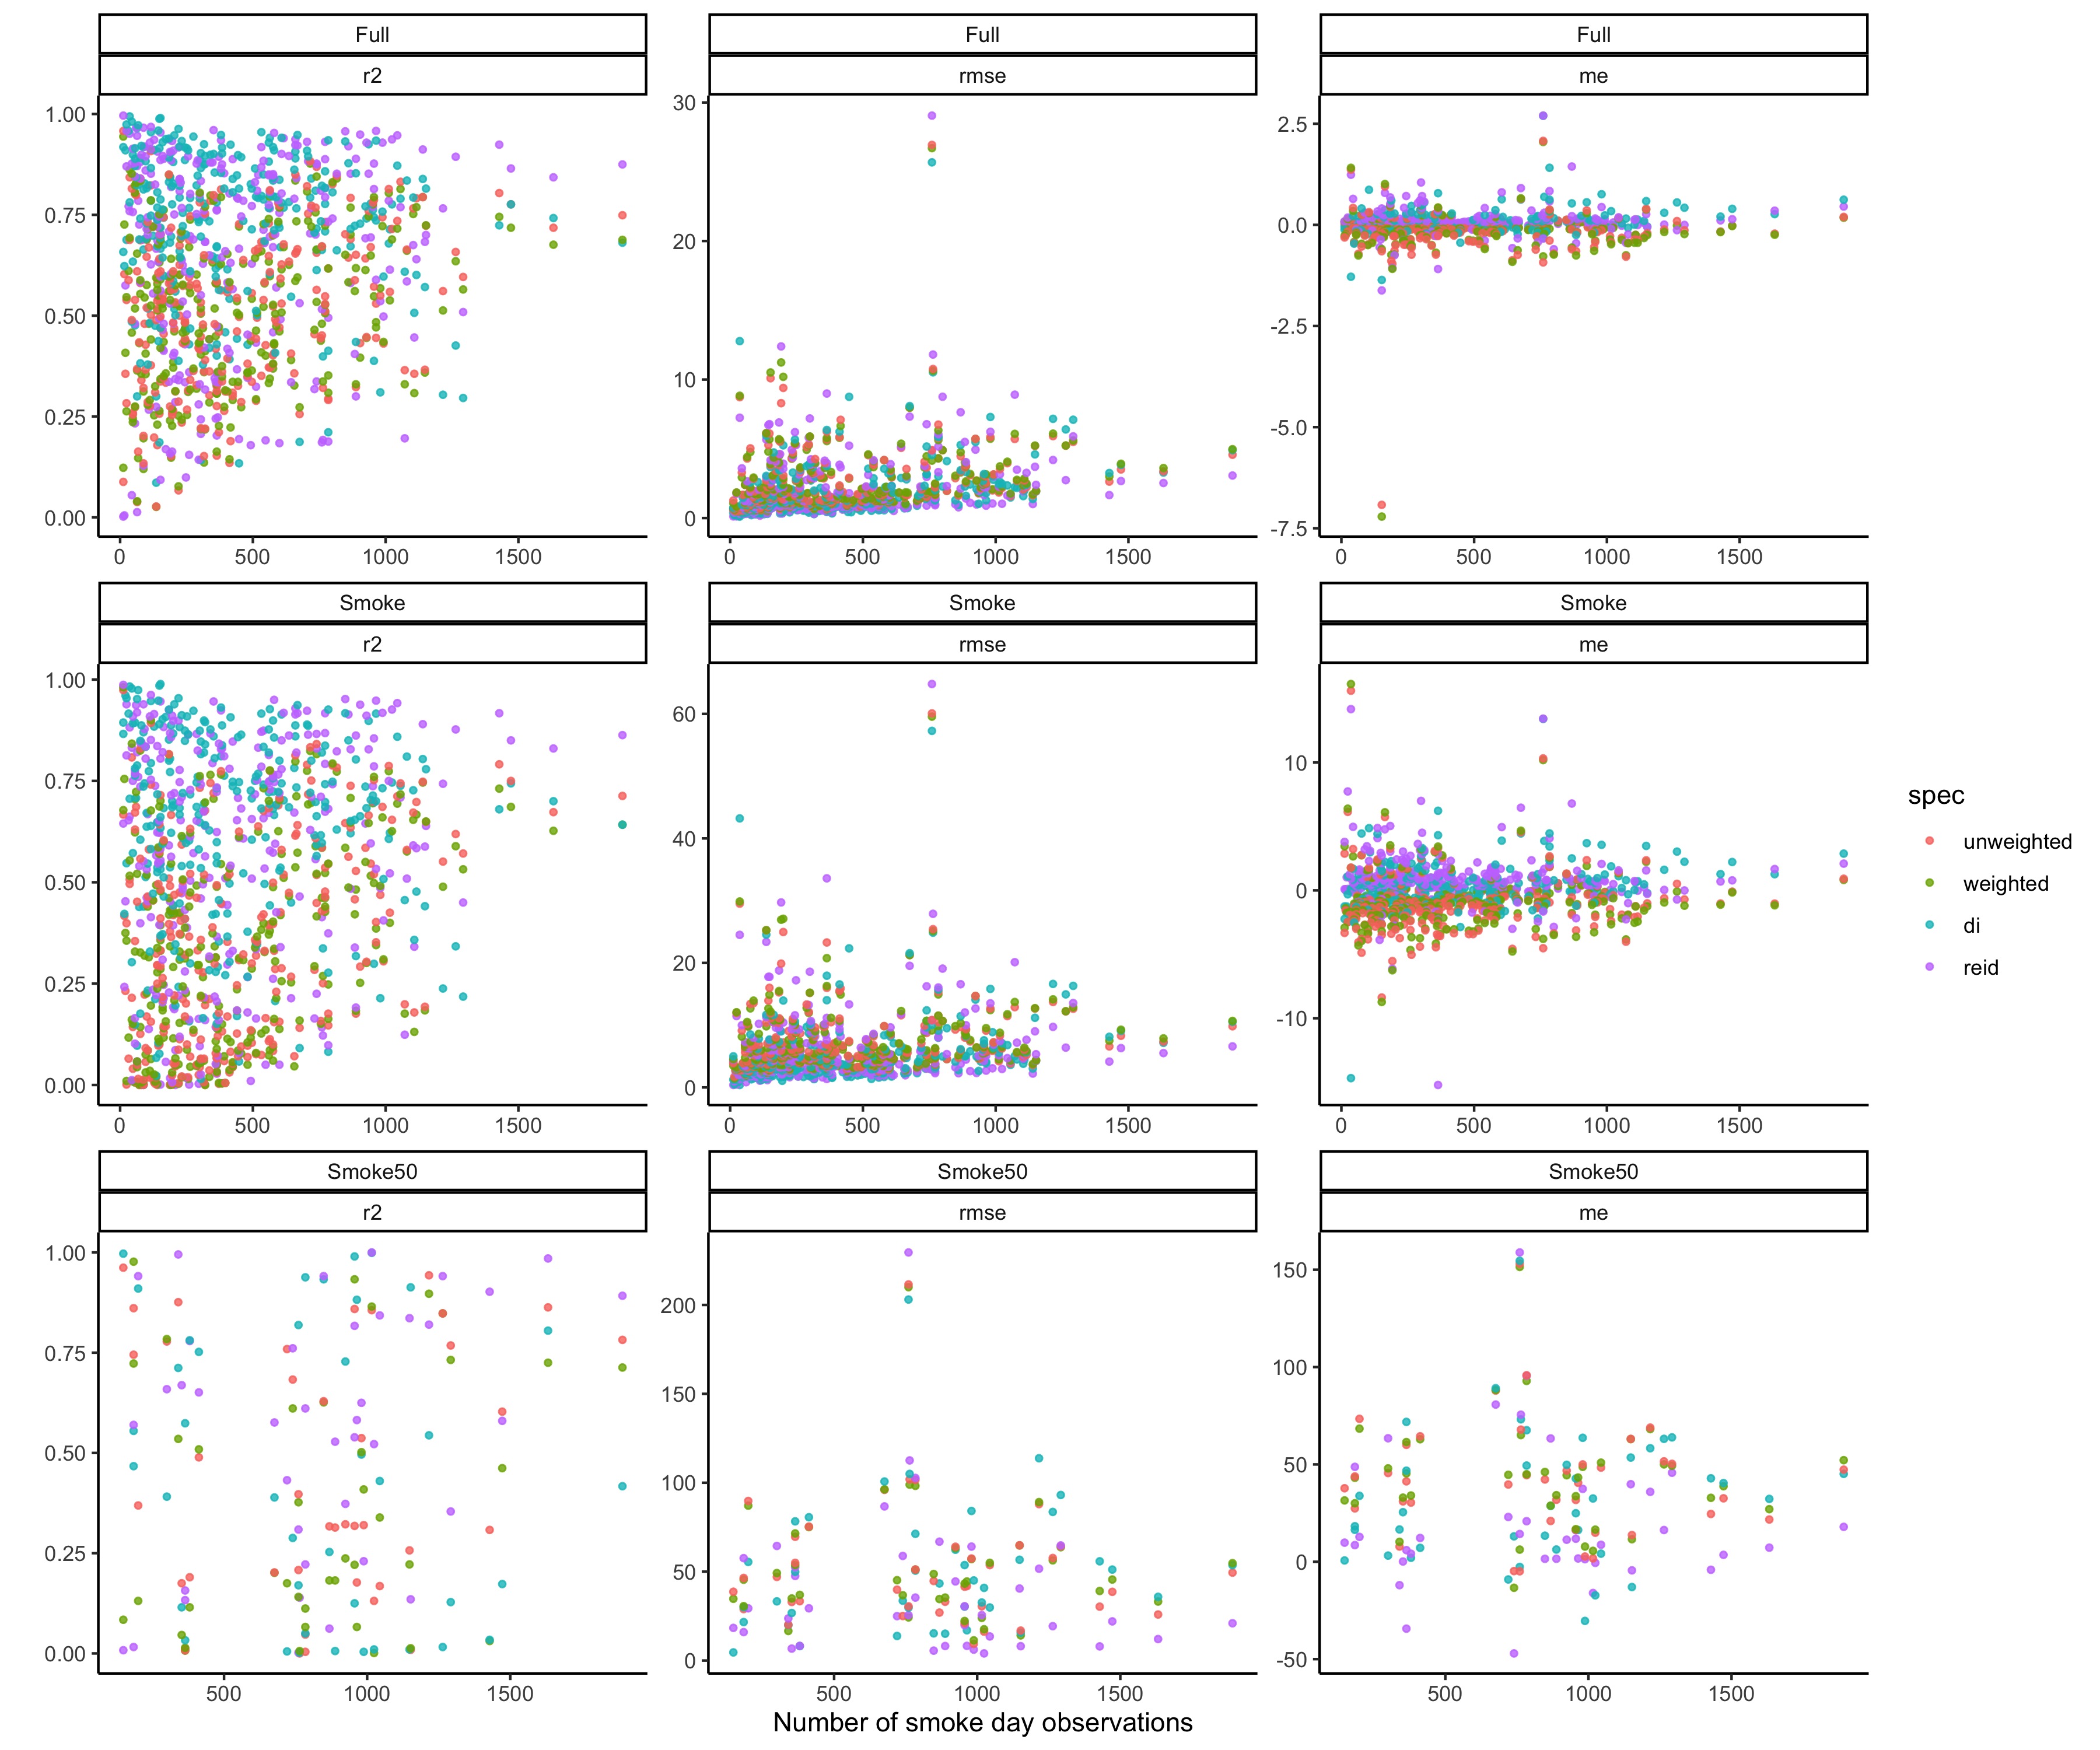 Full Full Full
r2 rmse me
1.00 30 2.5
0.75 20 0.0
0.50 10 -2.5
0.25 0 -5.0
0.00 -7.5
0 500 1000 1500 0 500 1000 1500 0 500 1000 1500
Smoke Smoke Smoke
r2 rmse me
1.00 60 10
0.75 40 0
0.50 20 -10
0.25 0
0.00
0 500 1000 1500 0 500 1000 1500 0 500 1000 1500
spec
unweighted
weighted
di
reid
Smoke50 Smoke50 Smoke50
r2 rmse me
1.00 200 150
0.75 150 100
0.50 100 50
0.25 50 0
0.00 0 -50
500 1000 1500 500 1000 1500 500 1000 1500
Number of smoke day observations